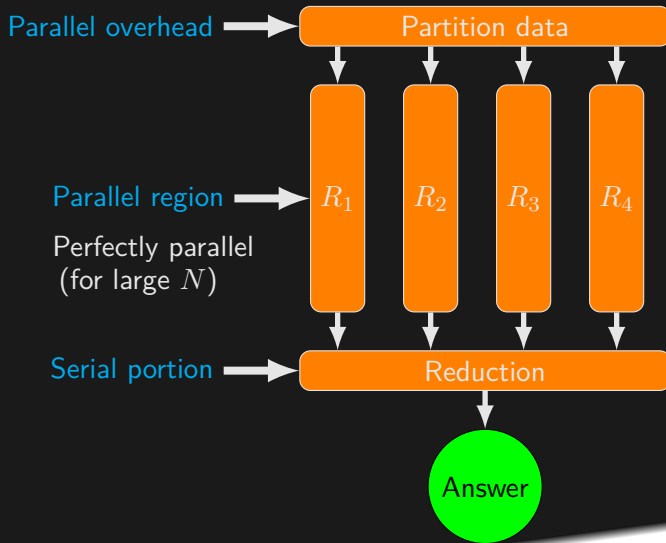 Parallel overhead
Partition data
Parallel region
R₁ R₂ R₃ R₄
Perfectly parallel
(for large N)
Serial portion
Reduction
Answer